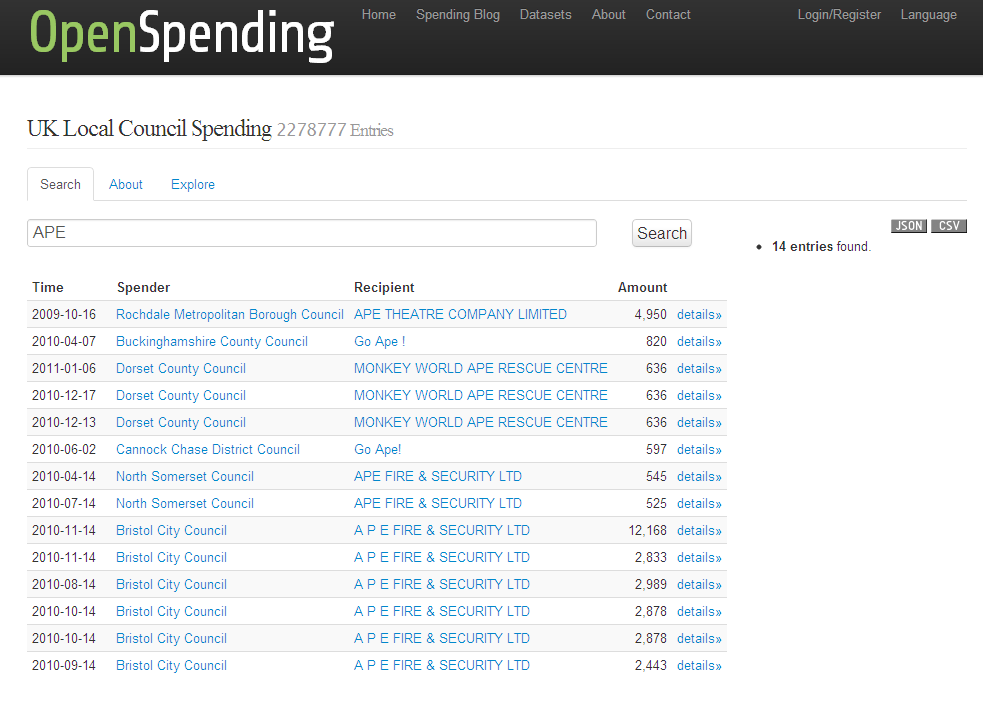 OpenSpending Home Spending Blog Datasets About Contact Login/Register Language
UK Local Council Spending 2278777 Entries
Search About Explore
APE Search JSON CSV
• 14 entries found.
Time Spender Recipient Amount
2009-10-16 Rochdale Metropolitan Borough Council APE THEATRE COMPANY LIMITED 4,950 details»
2010-04-07 Buckinghamshire County Council Go Ape ! 820 details»
2011-01-06 Dorset County Council MONKEY WORLD APE RESCUE CENTRE 636 details»
2010-12-17 Dorset County Council MONKEY WORLD APE RESCUE CENTRE 636 details»
2010-12-13 Dorset County Council MONKEY WORLD APE RESCUE CENTRE 636 details»
2010-06-02 Cannock Chase District Council Go Ape! 597 details»
2010-04-14 North Somerset Council APE FIRE & SECURITY LTD 545 details»
2010-07-14 North Somerset Council APE FIRE & SECURITY LTD 525 details»
2010-11-14 Bristol City Council A P E FIRE & SECURITY LTD 12,168 details»
2010-11-14 Bristol City Council A P E FIRE & SECURITY LTD 2,833 details»
2010-08-14 Bristol City Council A P E FIRE & SECURITY LTD 2,989 details»
2010-10-14 Bristol City Council A P E FIRE & SECURITY LTD 2,878 details»
2010-10-14 Bristol City Council A P E FIRE & SECURITY LTD 2,878 details»
2010-09-14 Bristol City Council A P E FIRE & SECURITY LTD 2,443 details»